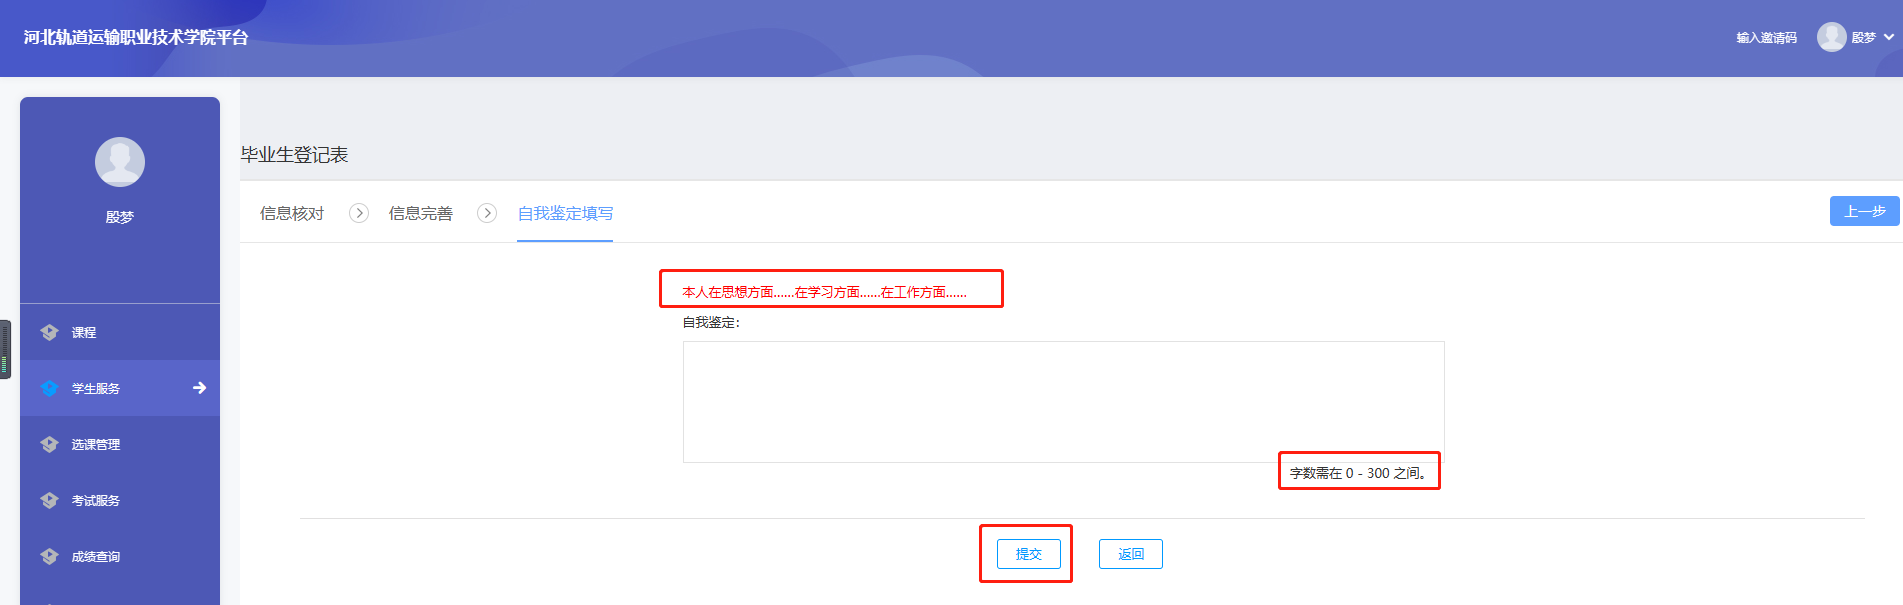 河北轨道运输职业技术学院平台
输入邀请码
殷梦
殷梦
课程
学生服务
选课管理
考试服务
成绩查询
毕业生登记表
信息核对
信息完善
自我鉴定填写
上一步
本人在思想方面......在学习方面......在工作方面......
自我鉴定：
字数需在 0 - 300 之间。
提交
返回